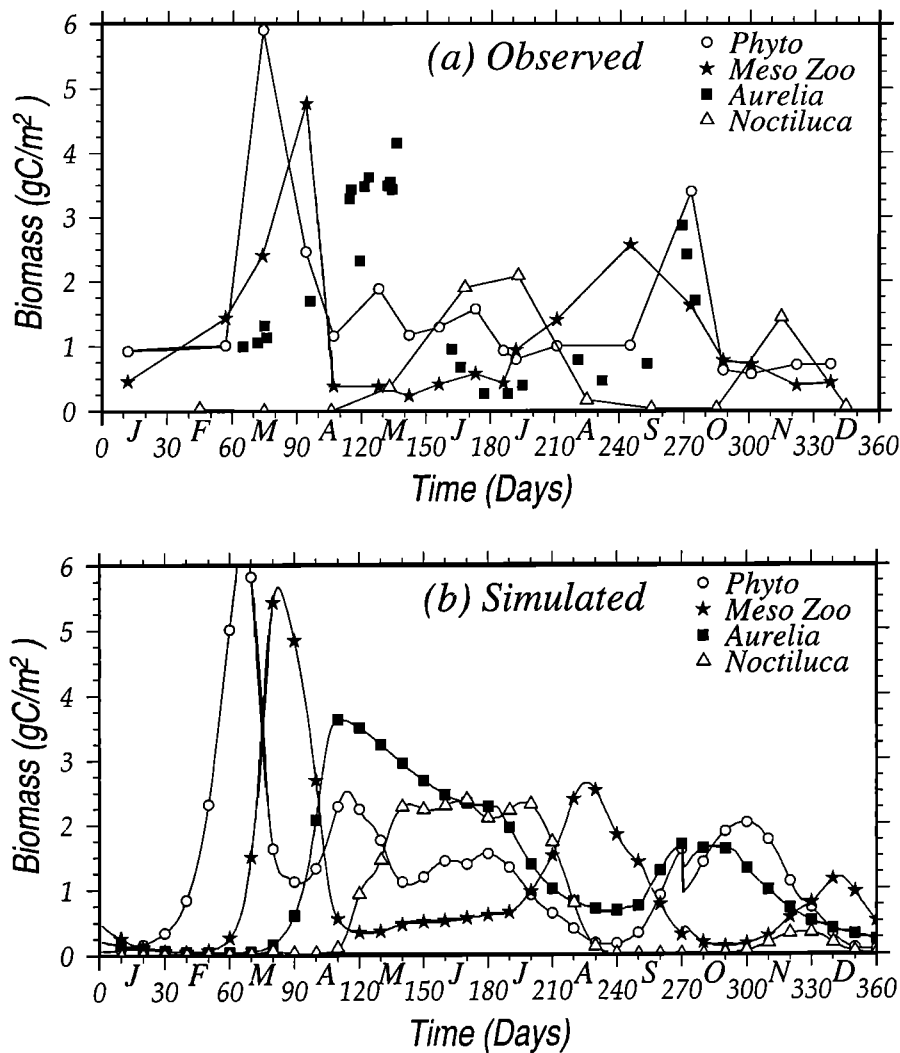 6
(a) Observed
Phyto
Meso Zoo
Aurelia
Noctiluca
5
4
3
2
1
0
Biomass (gC/m²)
J F M A M J J A S O N D
0 30 60 90 120 150 180 210 240 270 300 330 360
Time (Days)
6
(b) Simulated
Phyto
Meso Zoo
Aurelia
Noctiluca
5
4
3
2
1
0
Biomass (gC/m²)
J F M A M J J A S O N D
0 30 60 90 120 150 180 210 240 270 300 330 360
Time (Days)